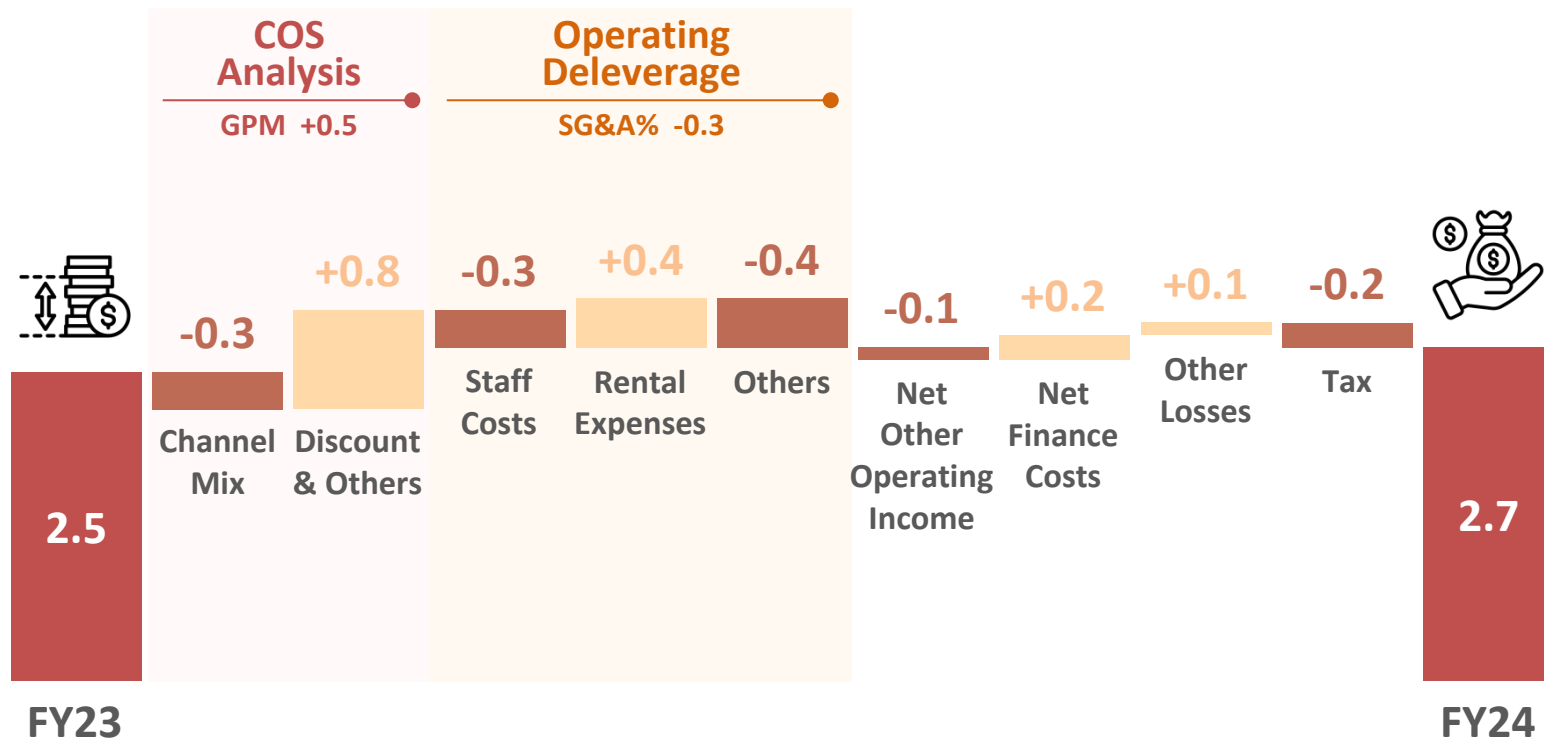 COS
Analysis
GPM +0.5
Operating
Deleverage
SG&A% -0.3
2.5
FY23
-0.3
Channel
Mix
+0.8
Discount
& Others
-0.3
Staff
Costs
+0.4
Rental
Expenses
-0.4
Others
-0.1
Net
Other
Operating
Income
+0.2
Net
Finance
Costs
+0.1
Other
Losses
-0.2
Tax
2.7
FY24